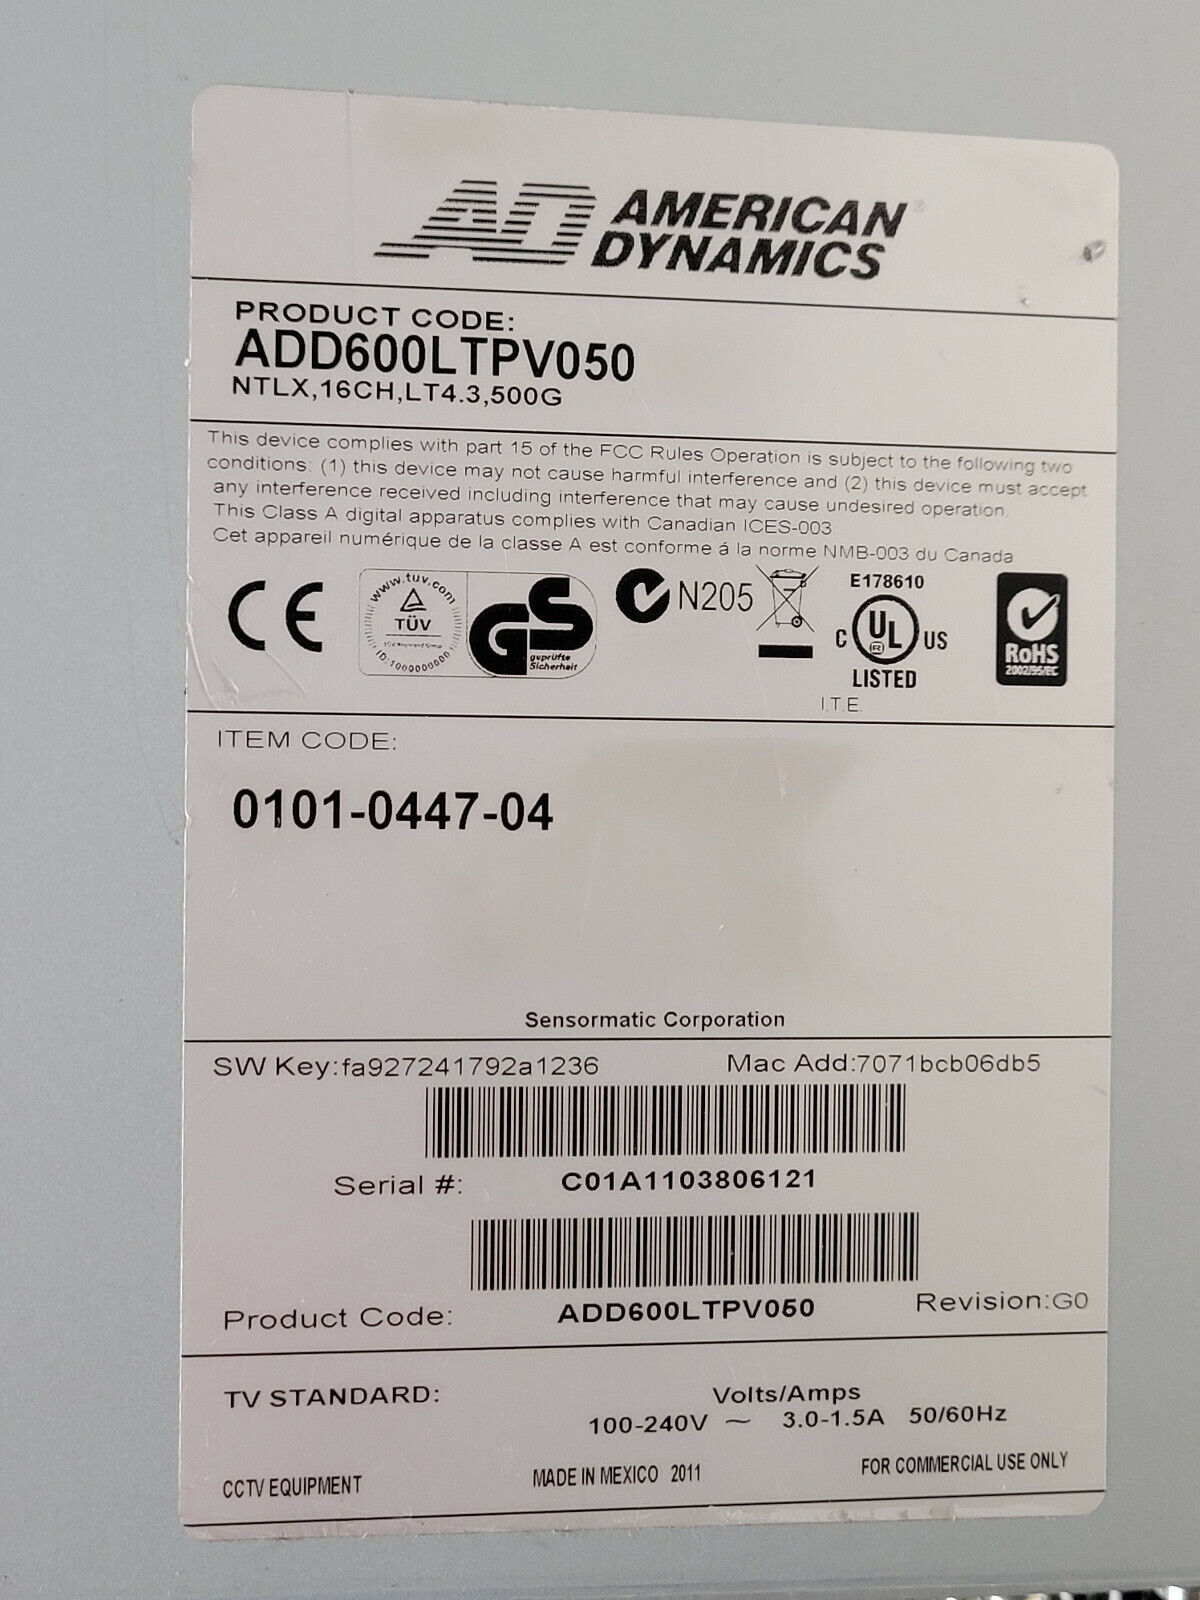 AD AMERICAN
DYNAMICS®
PRODUCT CODE:
ADD600LTPV050
NTLX,16CH,LT4.3,500G
This device complies with part 15 of the FCC Rules Operation is subject to the following two
conditions: (1) this device may not cause harmful interference and (2) this device must accept
any interference received including interference that may cause undesired operation.
This Class A digital apparatus complies with Canadian ICES-003
Cet appareil numérique de la classe A est conforme á la norme NMB-003 du Canada
CE
www.tuv.com
TÜV
ID:1000000000
GS
geprüfte
Sicherheit
N205
E178610
C UL US
(R)
LISTED
I.T.E.
RoHS
2002/95/EC
ITEM CODE:
0101-0447-04
Sensormatic Corporation
SW Key:fa927241792a1236 Mac Add:7071bcb06db5
Serial #: C01A1103806121
Product Code: ADD600LTPV050 Revision:G0
TV STANDARD: Volts/Amps
100-240V ~ 3.0-1.5A 50/60Hz
CCTV EQUIPMENT MADE IN MEXICO 2011 FOR COMMERCIAL USE ONLY